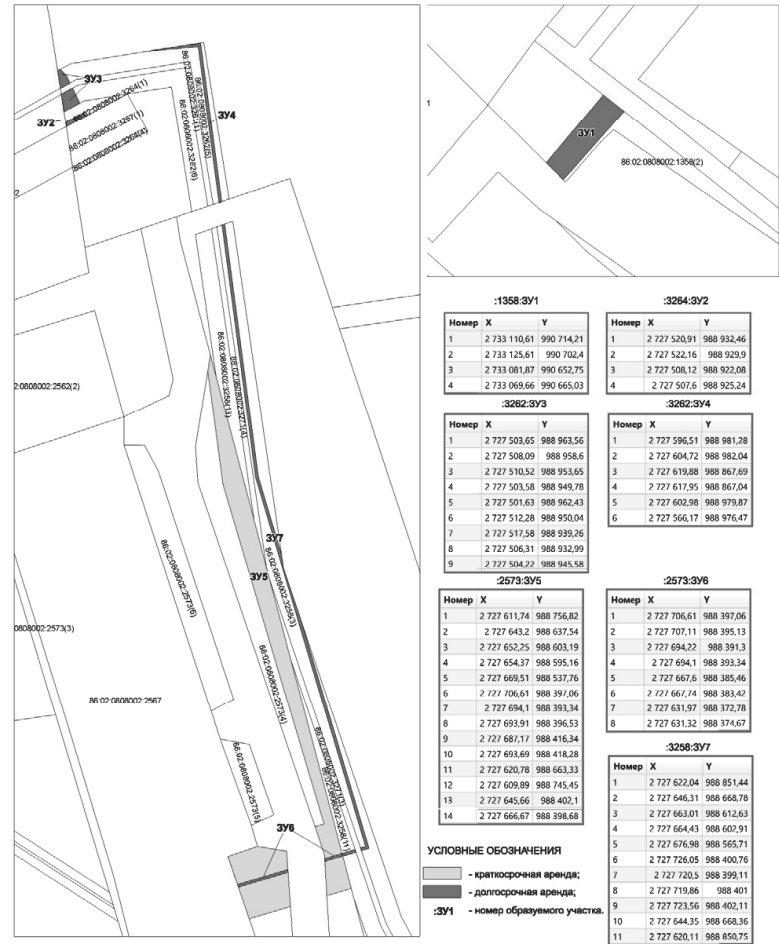 ЗУ3
86:02:0808002:3264(1)
ЗУ2
86:02:0808002:3267(1)
86:02:0808002:3264(4)
86:02:0808002:3262(5)
86:02:0808002:3262(6)
ЗУ4
86:02:0808002:3258(13)
86:02:0808002:3271(4)
2:0808002:2562(2)
ЗУ7
ЗУ5
86:02:0808002:3258(3)
86:02:0808002:2573(6)
0808002:2573(3)
86:02:0808002:2567
86:02:0808002:2573(4)
86:02:0808002:2573(5)
86:02:0808002:3271(3)
86:02:0808002:3258(11)
ЗУ6
ЗУ1
86:02:0808002:1358(2)
:1358:ЗУ1
Номер X Y
1 2 733 110,61 990 714,21
2 2 733 125,61 990 702,4
3 2 733 081,87 990 652,75
4 2 733 069,66 990 665,03
:3264:ЗУ2
Номер X Y
1 2 727 520,91 988 932,46
2 2 727 522,16 988 929,9
3 2 727 508,12 988 922,08
4 2 727 507,6 988 925,24
:3262:ЗУ3
Номер X Y
1 2 727 503,65 988 963,56
2 2 727 508,09 988 958,6
3 2 727 510,52 988 953,65
4 2 727 503,58 988 949,78
5 2 727 501,63 988 962,43
6 2 727 512,28 988 950,04
7 2 727 517,58 988 939,26
8 2 727 506,31 988 932,99
9 2 727 504,22 988 945,58
:3262:ЗУ4
Номер X Y
1 2 727 596,51 988 981,28
2 2 727 604,72 988 982,04
3 2 727 619,88 988 867,69
4 2 727 617,95 988 867,04
5 2 727 602,98 988 979,87
6 2 727 566,17 988 976,47
:2573:ЗУ5
Номер X Y
1 2 727 611,74 988 756,82
2 2 727 643,2 988 637,54
3 2 727 652,25 988 603,19
4 2 727 654,37 988 595,16
5 2 727 669,51 988 537,76
6 2 727 706,61 988 397,06
7 2 727 694,1 988 393,34
8 2 727 693,91 988 396,53
9 2 727 687,17 988 416,34
10 2 727 693,69 988 418,28
11 2 727 620,78 988 663,33
12 2 727 609,89 988 745,45
13 2 727 645,66 988 402,1
14 2 727 666,67 988 398,68
:2573:ЗУ6
Номер X Y
1 2 727 706,61 988 397,06
2 2 727 707,11 988 395,13
3 2 727 694,22 988 391,3
4 2 727 694,1 988 393,34
5 2 727 667,6 988 385,46
6 2 727 667,74 988 383,42
7 2 727 631,97 988 372,78
8 2 727 631,32 988 374,67
:3258:ЗУ7
Номер X Y
1 2 727 622,04 988 851,44
2 2 727 646,31 988 668,78
3 2 727 663,01 988 612,63
4 2 727 664,43 988 602,91
5 2 727 676,98 988 565,71
6 2 727 726,05 988 400,76
7 2 727 720,5 988 399,11
8 2 727 719,86 988 401
9 2 727 723,56 988 402,11
10 2 727 644,35 988 668,36
11 2 727 620,11 988 850,75
УСЛОВНЫЕ ОБОЗНАЧЕНИЯ
- краткосрочная аренда;
- долгосрочная аренда;
:ЗУ1 - номер образуемого участка.